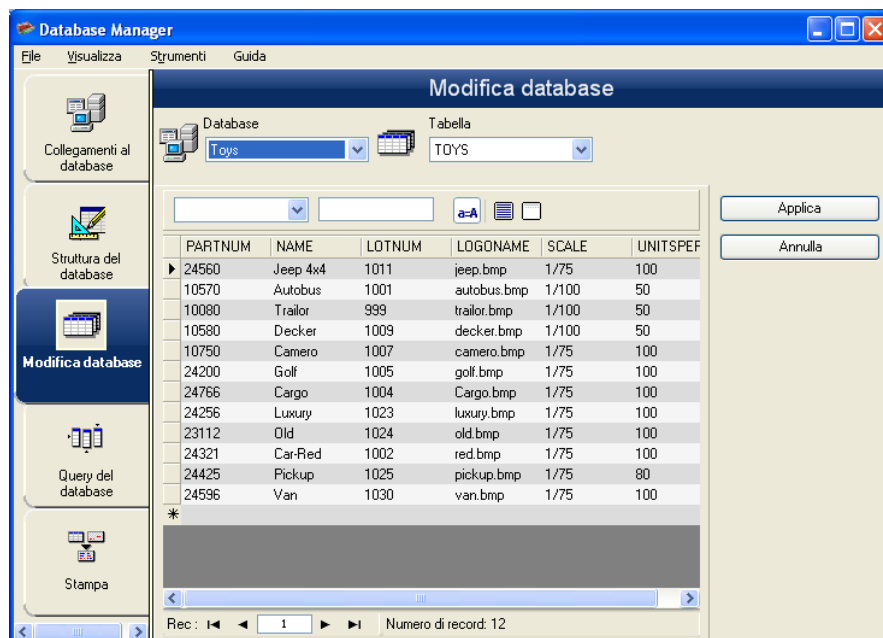 Database Manager
File Visualizza Strumenti Guida
Modifica database
Collegamenti al
database
Struttura del
database
Modifica database
Query del
database
Stampa
Database
Toys
Tabella
TOYS
a=A
Applica
Annulla
PARTNUM NAME LOTNUM LOGONAME SCALE UNITSPER
24560 Jeep 4x4 1011 jeep.bmp 1/75 100
10570 Autobus 1001 autobus.bmp 1/100 50
10080 Trailor 999 trailor.bmp 1/100 50
10580 Decker 1009 decker.bmp 1/100 50
10750 Camero 1007 camero.bmp 1/75 100
24200 Golf 1005 golf.bmp 1/75 100
24766 Cargo 1004 Cargo.bmp 1/75 100
24256 Luxury 1023 luxury.bmp 1/75 100
23112 Old 1024 old.bmp 1/75 100
24321 Car-Red 1002 red.bmp 1/75 100
24425 Pickup 1025 pickup.bmp 1/75 80
24596 Van 1030 van.bmp 1/75 100
Rec : 1 Numero di record: 12